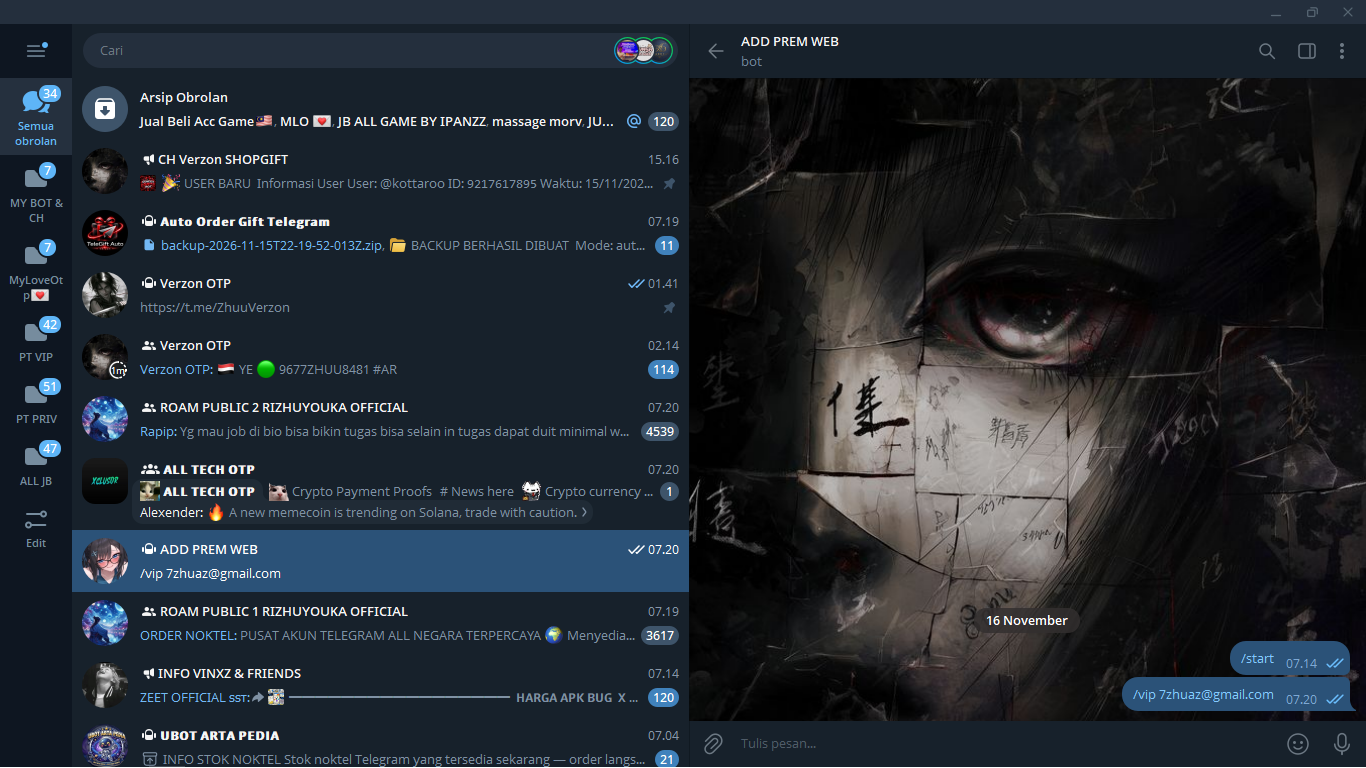 Cari
ADD PREM WEB
bot
34
Semua
obrolan
7
MY BOT &
CH
7
MyLoveOt
p💌
42
PT VIP
51
PT PRIV
47
ALL JB
Edit
Arsip Obrolan
Jual Beli Acc Game🇲🇾, MLO 💌, JB ALL GAME BY IPANZZ, massage morv, JU... @ 120
CH Verzon SHOPGIFT 15.16
🎉 USER BARU Informasi User User: @kottaroo ID: 9217617895 Waktu: 15/11/202...
Auto Order Gift Telegram 07.19
backup-2026-11-15T22-19-52-013Z.zip, 📂 BACKUP BERHASIL DIBUAT Mode: aut... 11
TeleGift Auto
Verzon OTP 01.41
https://t.me/ZhuuVerzon
Verzon OTP 02.14
Verzon OTP: 🇾🇪 YE 🟢 9677ZHUU8481 #AR 114
1m
ROAM PUBLIC 2 RIZHUYOUKA OFFICIAL 07.20
Rapip: Yg mau job di bio bisa bikin tugas bisa selain in tugas dapat duit minimal w... 4539
ALL TECH OTP 07.20
ALL TECH OTP Crypto Payment Proofs # News here Crypto currency ... 1
Alexender: 🔥 A new memecoin is trending on Solana, trade with caution. >
ADD PREM WEB 07.20
/vip 7zhuaz@gmail.com
ROAM PUBLIC 1 RIZHUYOUKA OFFICIAL 07.19
ORDER NOKTEL: PUSAT AKUN TELEGRAM ALL NEGARA TERPERCAYA 🌍 Menyedia... 3617
INFO VINXZ & FRIENDS 07.14
ZEET OFFICIAL ssт: HARGA APK BUG X ... 120
UBOT ARTA PEDIA 07.04
INFO STOK NOKTEL Stok noktel Telegram yang tersedia sekarang — order langs... 21
16 November
/start 07.14
/vip 7zhuaz@gmail.com 07.20
Tulis pesan...